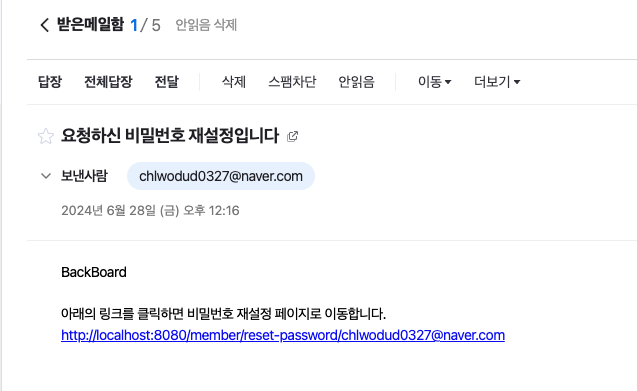 받은메일함 1 / 5 안읽음 삭제
답장 전체답장 전달 삭제 스팸차단 안읽음 이동 더보기
요청하신 비밀번호 재설정입니다
보낸사람 chlwodud0327@naver.com
2024년 6월 28일 (금) 오후 12:16
BackBoard
아래의 링크를 클릭하면 비밀번호 재설정 페이지로 이동합니다.
http://localhost:8080/member/reset-password/chlwodud0327@naver.com